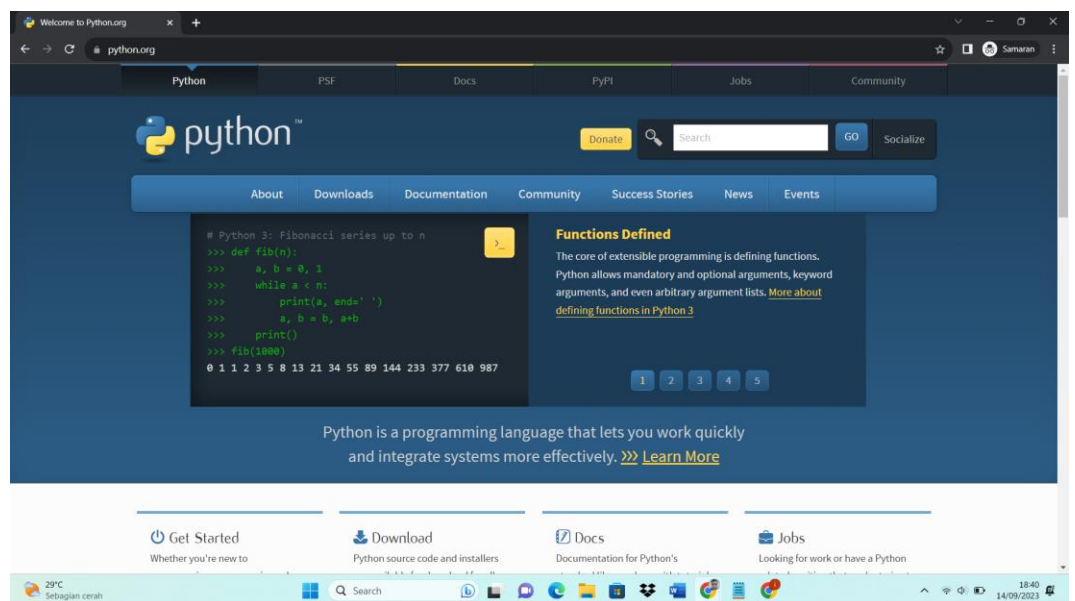 Welcome to Python.org
python.org
Samaran
Python PSF Docs PyPI Jobs Community
python™
Donate Search GO Socialize
About Downloads Documentation Community Success Stories News Events
# Python 3: Fibonacci series up to n
>>> def fib(n):
>>>     a, b = 0, 1
>>>     while a < n:
>>>         print(a, end=' ')
>>>         a, b = b, a+b
>>>     print()
>>> fib(1000)
0 1 1 2 3 5 8 13 21 34 55 89 144 233 377 610 987
>_
Functions Defined
The core of extensible programming is defining functions.
Python allows mandatory and optional arguments, keyword
arguments, and even arbitrary argument lists. More about
defining functions in Python 3
1 2 3 4 5
Python is a programming language that lets you work quickly
and integrate systems more effectively. >>> Learn More
Get Started
Whether you're new to
Download
Python source code and installers
Docs
Documentation for Python's
Jobs
Looking for work or have a Python
29°C
Sebagian cerah
Search
18:40
14/09/2023